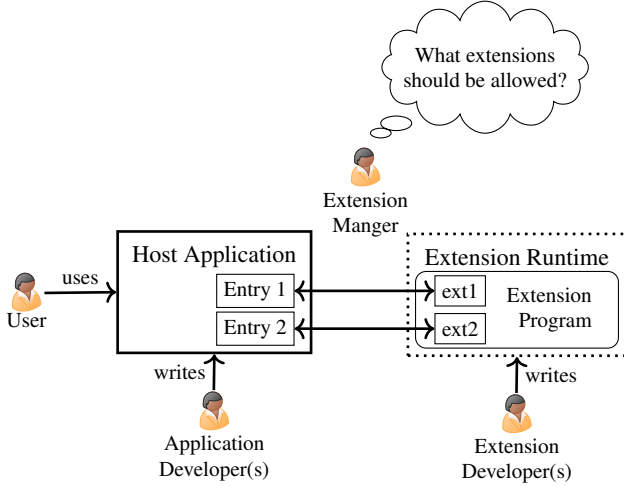 What extensions
should be allowed?
Extension
Manger
Host Application
Extension Runtime
uses
Entry 1
ext1
Extension
Program
User
Entry 2
ext2
writes
writes
Application
Developer(s)
Extension
Developer(s)